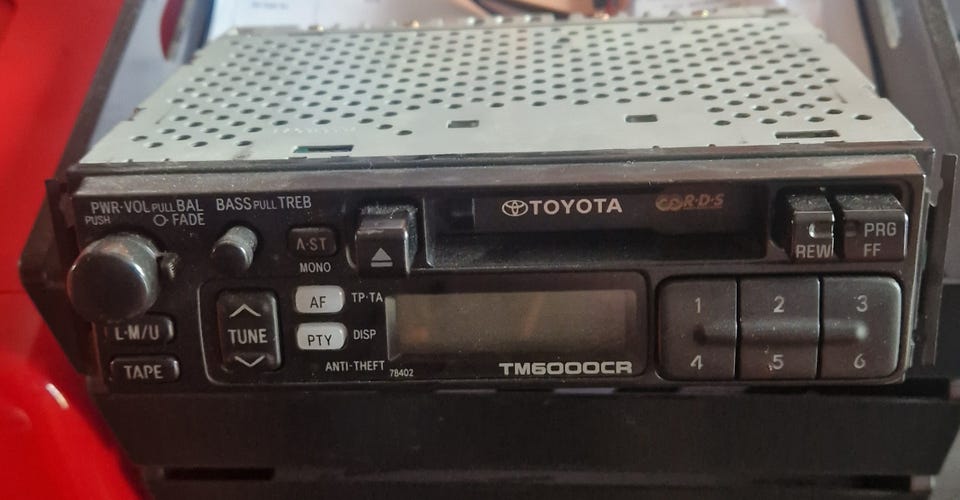 PWR·VOL PULL BAL
PUSH
FADE
BASS PULL TREB
Λ·ST
MONO
TOYOTA
R·D·S
REW
PRG
FF
L·M/U
TAPE
TUNE
AF
TP·TA
PTY
DISP
ANTI-THEFT
78402
TM6000CR
1
2
3
4
5
6